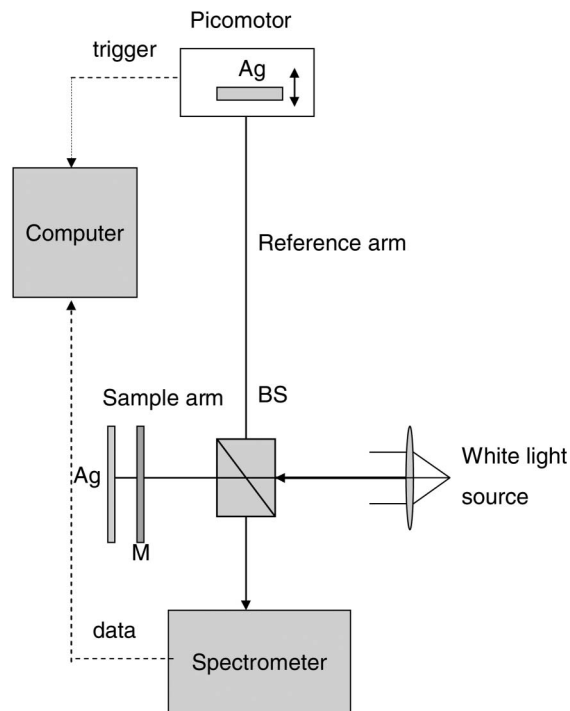 Picomotor
trigger
Ag
Computer
Reference arm
Sample arm
BS
Ag
White light
source
M
data
Spectrometer